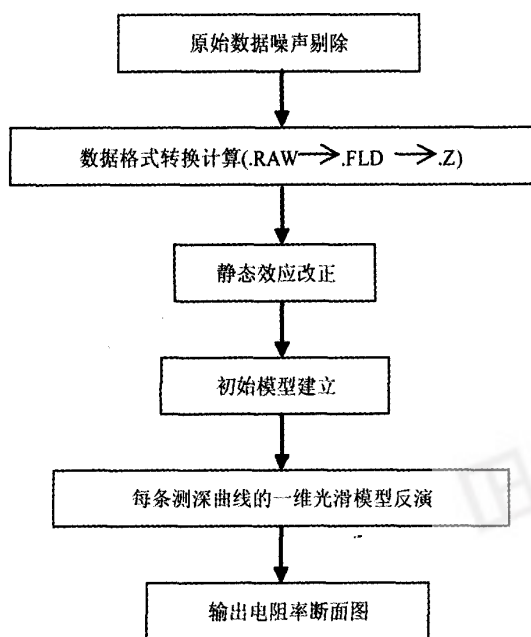 原始数据噪声剔除
数据格式转换计算(.RAW→.FLD →.Z)
静态效应改正
初始模型建立
每条测深曲线的一维光滑模型反演
输出电阻率断面图